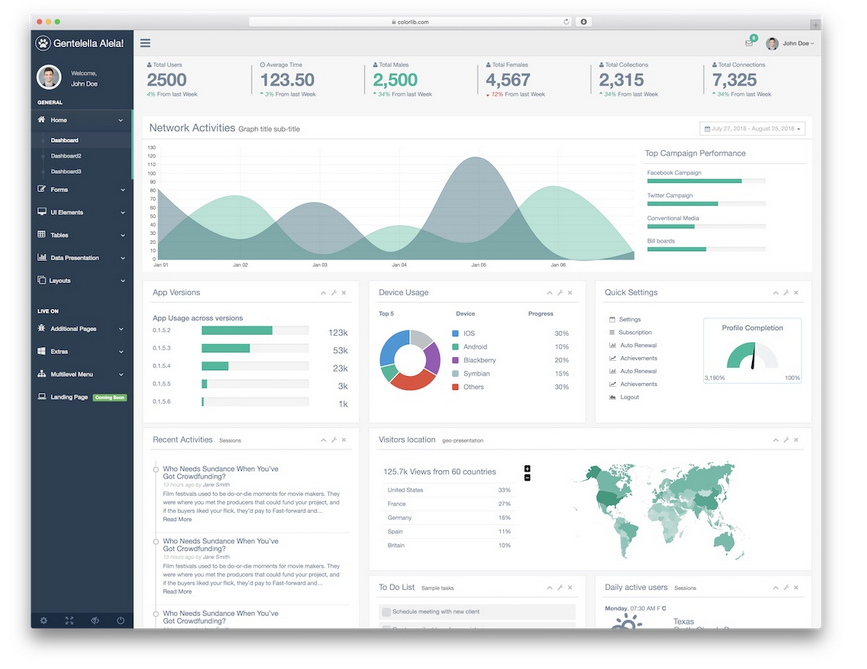 colorlib.com
Gentelella Alela!
Welcome,
John Doe
GENERAL
Home
Dashboard
Dashboard2
Dashboard3
Forms
UI Elements
Tables
Data Presentation
Layouts
LIVE ON
Additional Pages
Extras
Multilevel Menu
Landing Page Coming Soon
6
John Doe
Total Users
2500
4% From last Week
Average Time
123.50
3% From last Week
Total Males
2,500
34% From last Week
Total Females
4,567
12% From last Week
Total Collections
2,315
34% From last Week
Total Connections
7,325
34% From last Week
Network Activities Graph title sub-title
July 27, 2018 - August 25, 2018
130
120
110
100
90
80
70
60
50
40
30
20
10
0
Jan 01 Jan 02 Jan 03 Jan 04 Jan 05 Jan 06
Top Campaign Performance
Facebook Campaign
Twitter Campaign
Conventional Media
Bill boards
App Versions
App Usage across versions
0.1.5.2 123k
0.1.5.3 53k
0.1.5.4 23k
0.1.5.5 3k
0.1.5.6 1k
Device Usage
Top 5 Device Progress
IOS 30%
Android 10%
Blackberry 20%
Symbian 15%
Others 30%
Quick Settings
Settings
Subscription
Auto Renewal
Achievements
Auto Renewal
Achievements
Logout
Profile Completion
3,190% 100%
Recent Activities Sessions
Who Needs Sundance When You've
Got Crowdfunding?
13 hours ago by Jane Smith
Film festivals used to be do-or-die moments for movie makers. They
were where you met the producers that could fund your project, and
if the buyers liked your flick, they'd pay to Fast-forward and...
Read More
Who Needs Sundance When You've
Got Crowdfunding?
13 hours ago by Jane Smith
Film festivals used to be do-or-die moments for movie makers. They
were where you met the producers that could fund your project, and
if the buyers liked your flick, they'd pay to Fast-forward and...
Read More
Who Needs Sundance When You've
Got Crowdfunding?
Visitors location geo-presentation
125.7k Views from 60 countries
United States 33%
France 27%
Germany 16%
Spain 11%
Britain 10%
To Do List Sample tasks
Schedule meeting with new client
Daily active users Sessions
Monday, 07:30 AM F C
Texas